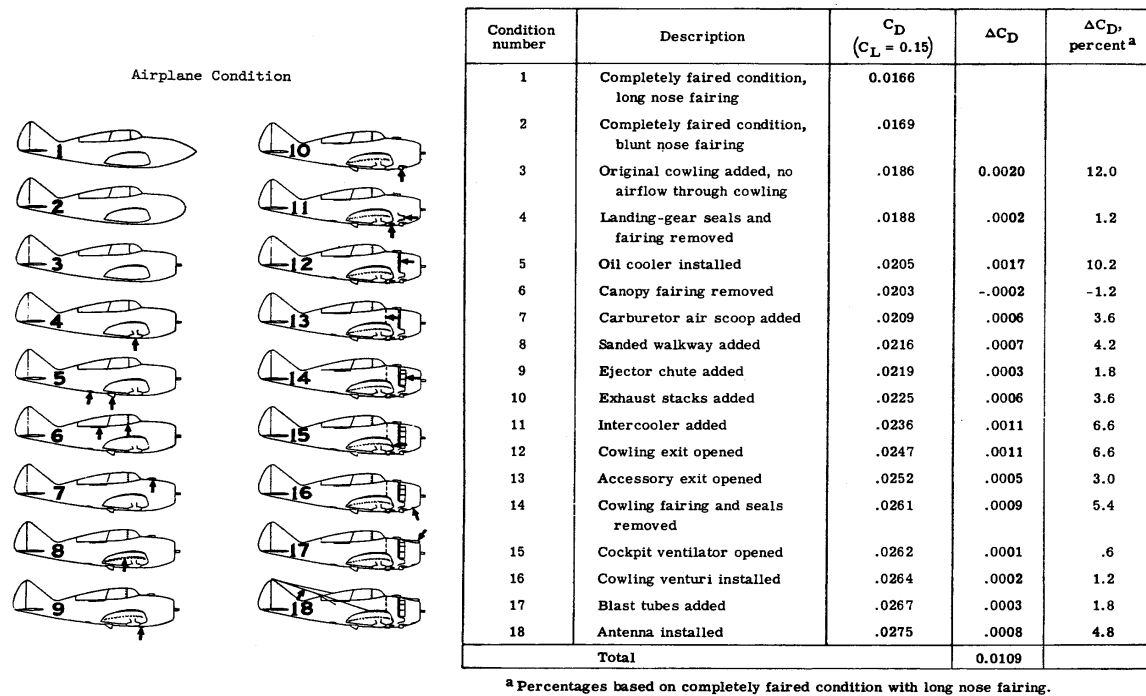 Airplane Condition
1
2
3
4
5
6
7
8
9
10
11
12
13
14
15
16
17
18
Condition number Description C_D (C_L = 0.15) ΔC_D ΔC_D, percent a
1 Completely faired condition, 0.0166
long nose fairing
2 Completely faired condition, .0169
blunt nose fairing
3 Original cowling added, no .0186 0.0020 12.0
airflow through cowling
4 Landing-gear seals and .0188 .0002 1.2
fairing removed
5 Oil cooler installed .0205 .0017 10.2
6 Canopy fairing removed .0203 -.0002 -1.2
7 Carburetor air scoop added .0209 .0006 3.6
8 Sanded walkway added .0216 .0007 4.2
9 Ejector chute added .0219 .0003 1.8
10 Exhaust stacks added .0225 .0006 3.6
11 Intercooler added .0236 .0011 6.6
12 Cowling exit opened .0247 .0011 6.6
13 Accessory exit opened .0252 .0005 3.0
14 Cowling fairing and seals .0261 .0009 5.4
removed
15 Cockpit ventilator opened .0262 .0001 .6
16 Cowling venturi installed .0264 .0002 1.2
17 Blast tubes added .0267 .0003 1.8
18 Antenna installed .0275 .0008 4.8
Total 0.0109
a Percentages based on completely faired condition with long nose fairing.